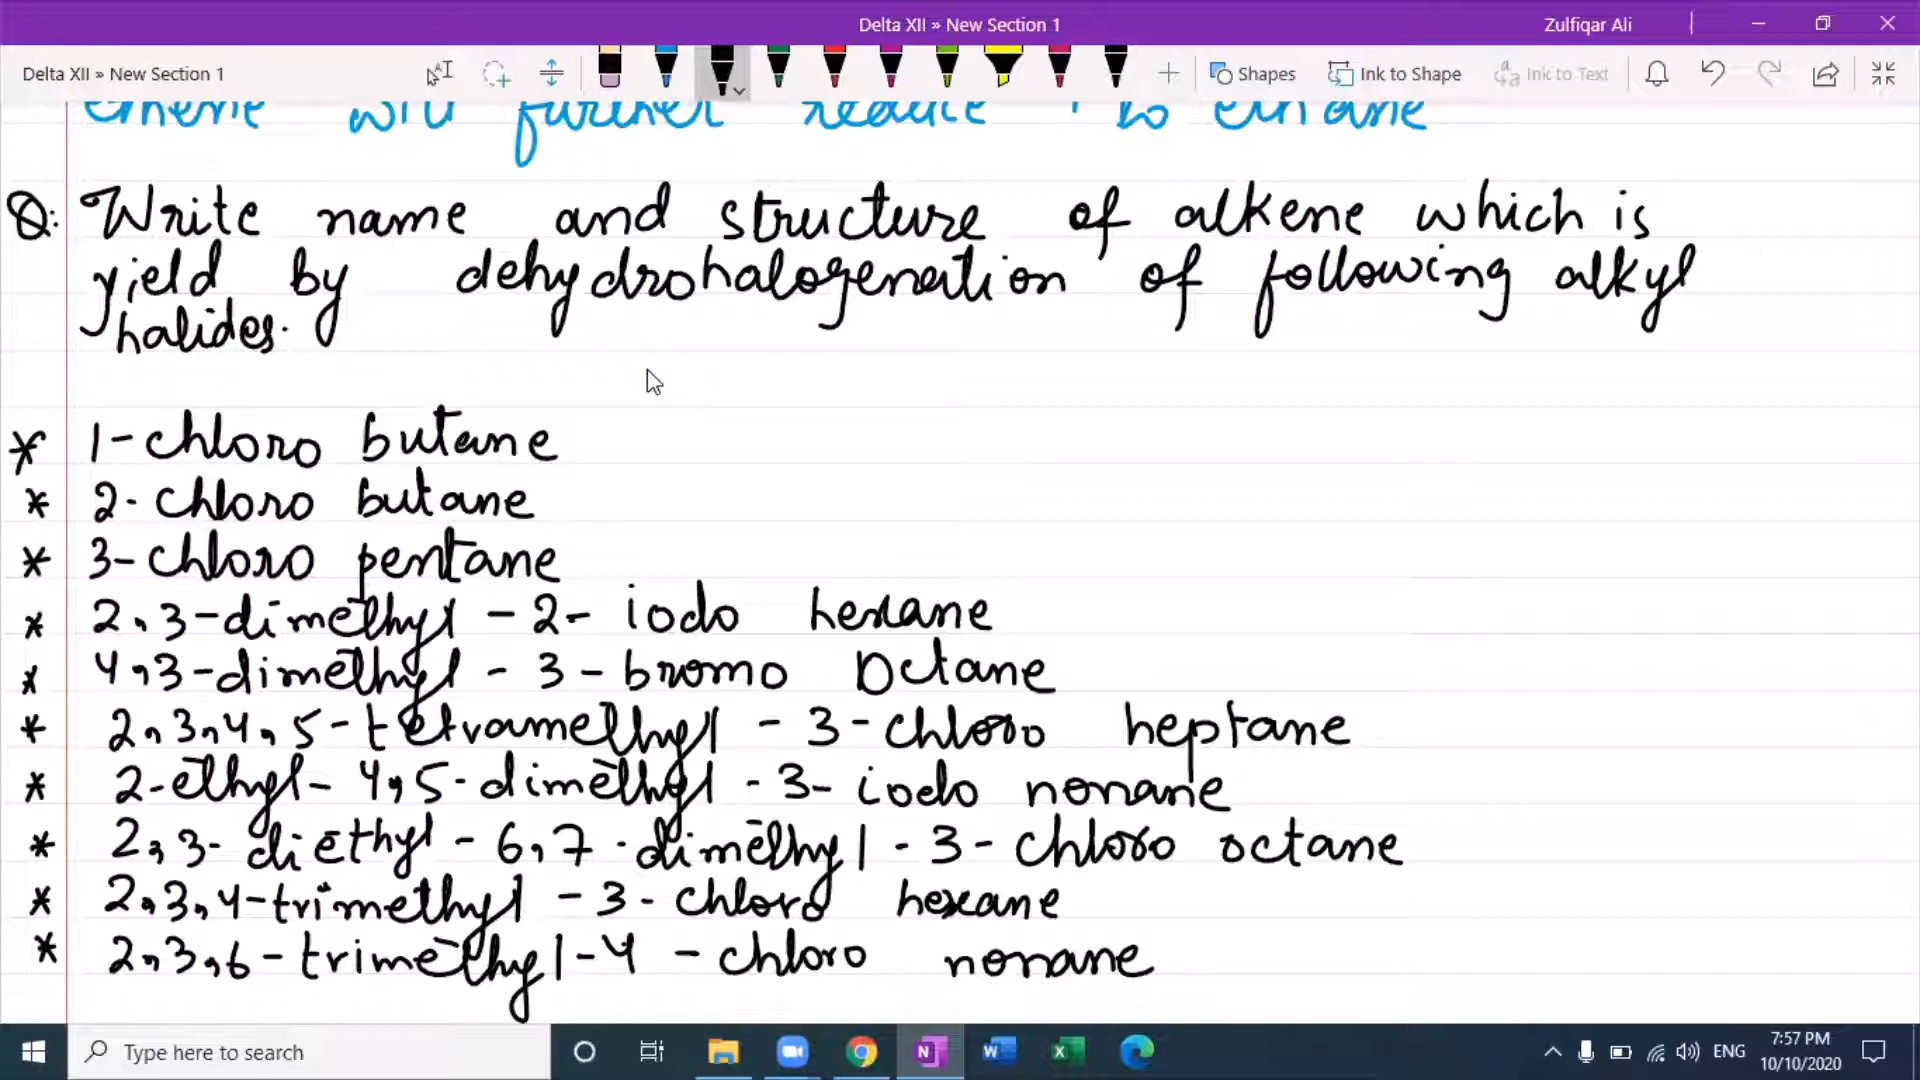 Delta XII » New Section 1
Zulfiqar Ali
Delta XII » New Section 1
Shapes
Ink to Shape
Ink to Text
will further reduce to ethane
Q: Write name and structure of alkene which is
yield by dehydrohalogenation of following alkyl
halides.
* 1-chloro butane
* 2-chloro butane
* 3-chloro pentane
* 2,3-dimethyl-2-iodo hexane
* 4,3-dimethyl-3-bromo Octane
* 2,3,4,5-tetramethyl-3-chloro heptane
* 2-ethyl-4,5-dimethyl-3-iodo nonane
* 2,3-diethyl-6,7-dimethyl-3-chloro octane
* 2,3,4-trimethyl-3-chloro hexane
* 2,3,6-trimethyl-4-chloro nonane
Type here to search
ENG
7:57 PM
10/10/2020